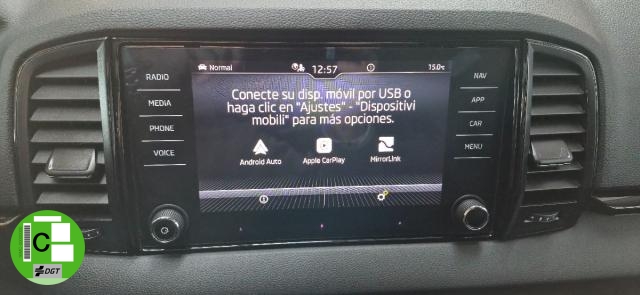 RADIO
MEDIA
PHONE
VOICE
Normal
12:57
15.0°C
Conecte su disp. móvil por USB o
haga clic en "Ajustes" - "Dispositivi
mobili" para más opciones.
Android Auto
Apple CarPlay
MirrorLink
NAV
APP
CAR
MENU
C
DGT